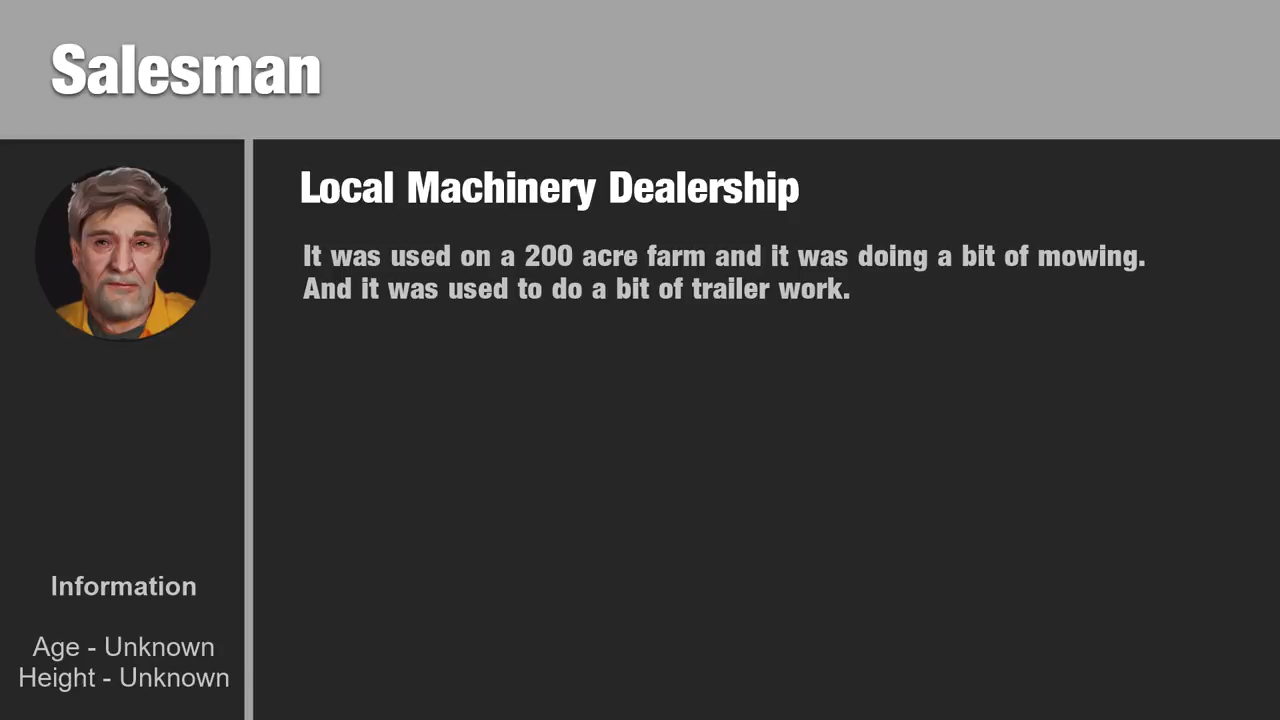 Salesman
Local Machinery Dealership
It was used on a 200 acre farm and it was doing a bit of mowing.
And it was used to do a bit of trailer work.
Information
Age - Unknown
Height - Unknown